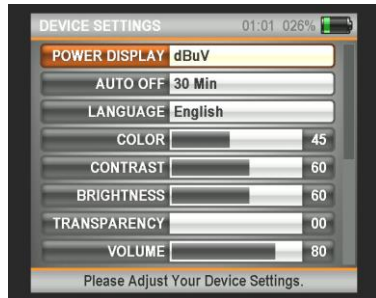 DEVICE SETTINGS 01:01 026%
POWER DISPLAY dBuV
AUTO OFF 30 Min
LANGUAGE English
COLOR 45
CONTRAST 60
BRIGHTNESS 60
TRANSPARENCY 00
VOLUME 80
Please Adjust Your Device Settings.